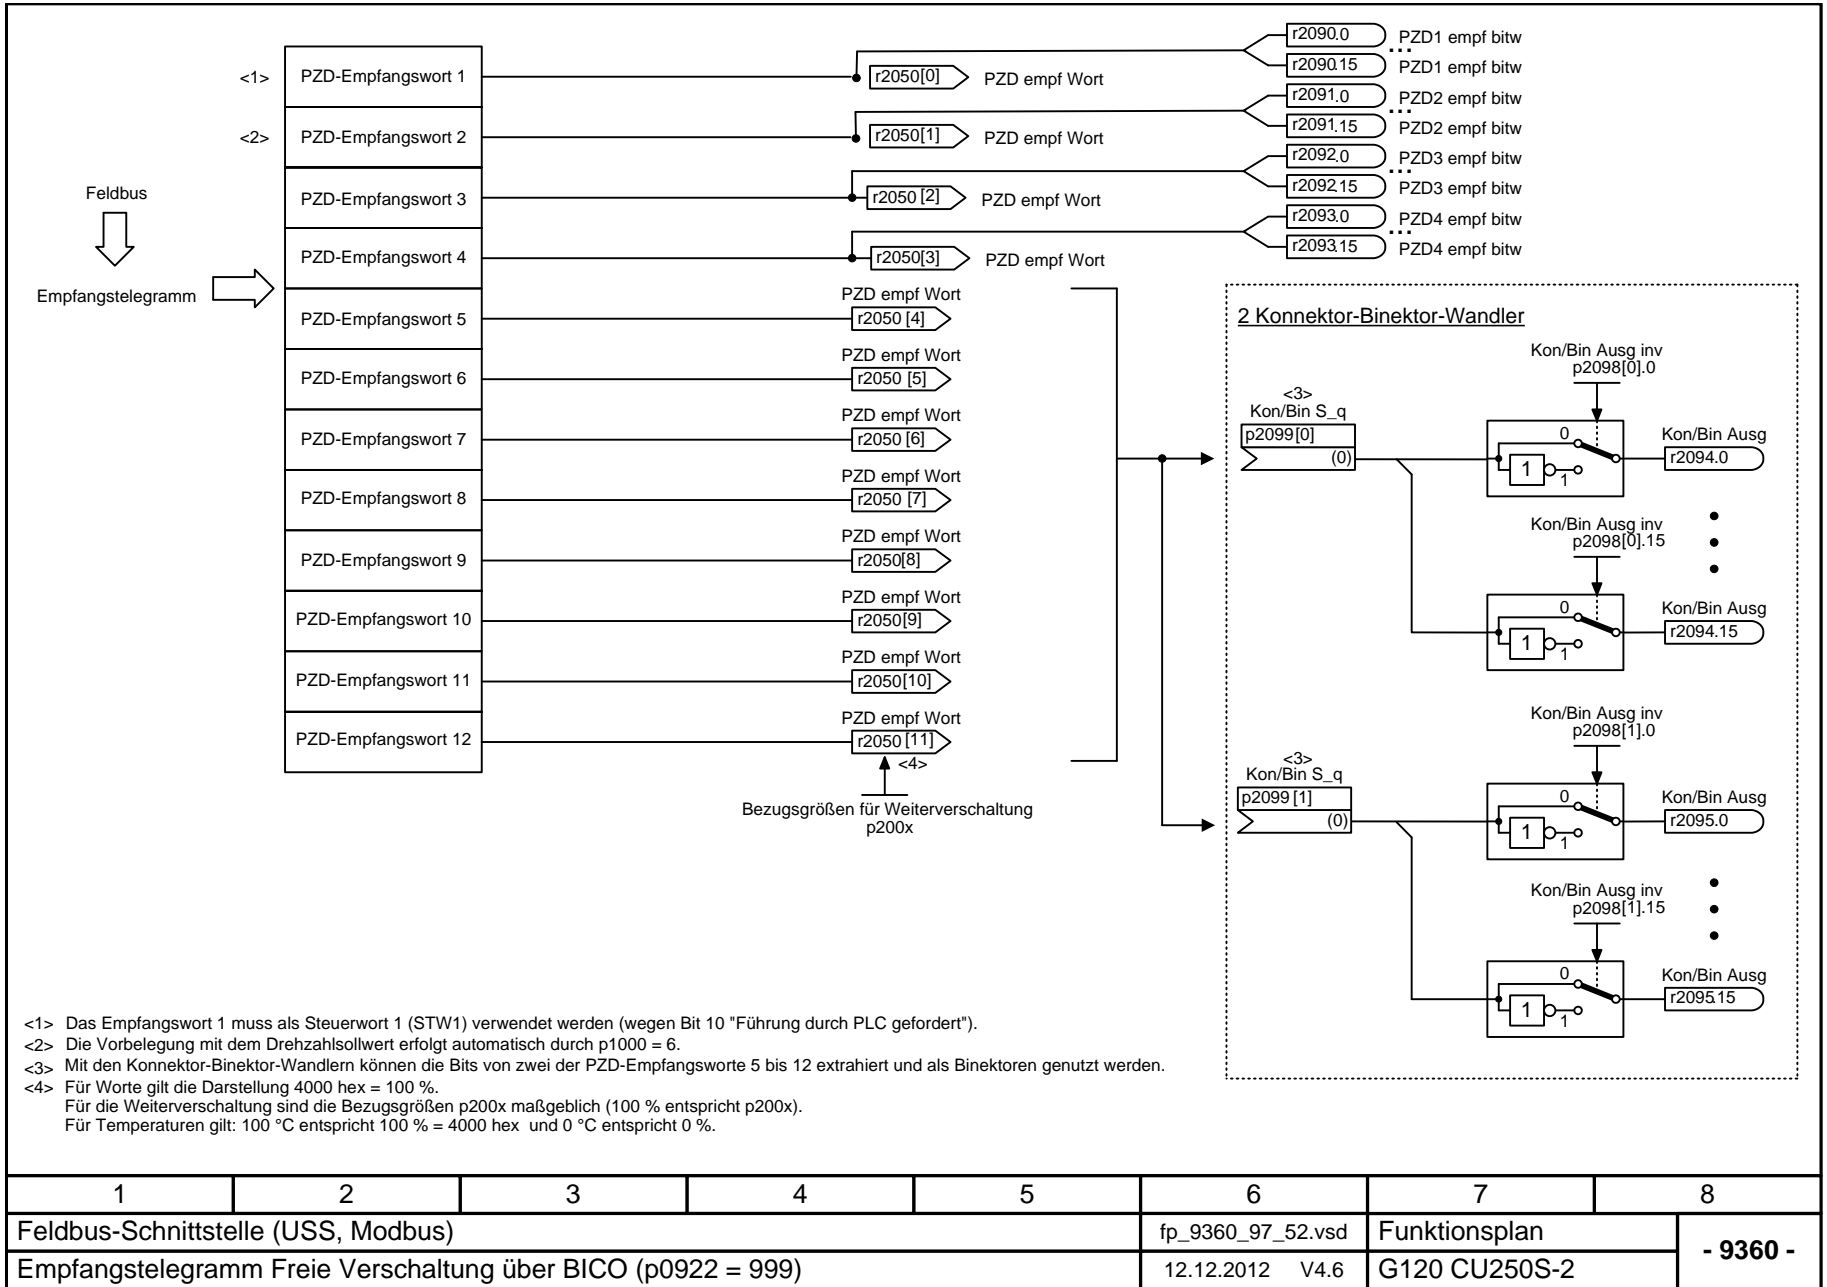 Feldbus
Empfangstelegramm
<1>
PZD-Empfangswort 1
r2050[0]
PZD empf Wort
r2090.0
PZD1 empf bitw
...
r2090.15
PZD1 empf bitw
<2>
PZD-Empfangswort 2
r2050[1]
PZD empf Wort
r2091.0
PZD2 empf bitw
...
r2091.15
PZD2 empf bitw
PZD-Empfangswort 3
r2050 [2]
PZD empf Wort
r2092.0
PZD3 empf bitw
...
r2092.15
PZD3 empf bitw
PZD-Empfangswort 4
r2050[3]
PZD empf Wort
r2093.0
PZD4 empf bitw
...
r2093.15
PZD4 empf bitw
PZD-Empfangswort 5
PZD empf Wort
r2050 [4]
PZD-Empfangswort 6
PZD empf Wort
r2050 [5]
PZD-Empfangswort 7
PZD empf Wort
r2050 [6]
PZD-Empfangswort 8
PZD empf Wort
r2050 [7]
PZD-Empfangswort 9
PZD empf Wort
r2050[8]
PZD-Empfangswort 10
PZD empf Wort
r2050[9]
PZD-Empfangswort 11
PZD empf Wort
r2050[10]
PZD-Empfangswort 12
PZD empf Wort
r2050 [11]
<4>
Bezugsgrößen für Weiterverschaltung
p200x
2 Konnektor-Binektor-Wandler
<3>
Kon/Bin S_q
p2099[0]
(0)
Kon/Bin Ausg inv
p2098[0].0
0
1
1
Kon/Bin Ausg
r2094.0
Kon/Bin Ausg inv
p2098[0].15
0
1
1
Kon/Bin Ausg
r2094.15
<3>
Kon/Bin S_q
p2099 [1]
(0)
Kon/Bin Ausg inv
p2098[1].0
0
1
1
Kon/Bin Ausg
r2095.0
Kon/Bin Ausg inv
p2098[1].15
0
1
1
Kon/Bin Ausg
r2095.15
<1> Das Empfangswort 1 muss als Steuerwort 1 (STW1) verwendet werden (wegen Bit 10 "Führung durch PLC gefordert").
<2> Die Vorbelegung mit dem Drehzahlsollwert erfolgt automatisch durch p1000 = 6.
<3> Mit den Konnektor-Binektor-Wandlern können die Bits von zwei der PZD-Empfangsworte 5 bis 12 extrahiert und als Binektoren genutzt werden.
<4> Für Worte gilt die Darstellung 4000 hex = 100 %.
Für die Weiterverschaltung sind die Bezugsgrößen p200x maßgeblich (100 % entspricht p200x).
Für Temperaturen gilt: 100 °C entspricht 100 % = 4000 hex und 0 °C entspricht 0 %.
1 2 3 4 5 6 7 8
Feldbus-Schnittstelle (USS, Modbus)
fp_9360_97_52.vsd
Funktionsplan
- 9360 -
Empfangstelegramm Freie Verschaltung über BICO (p0922 = 999)
12.12.2012 V4.6
G120 CU250S-2